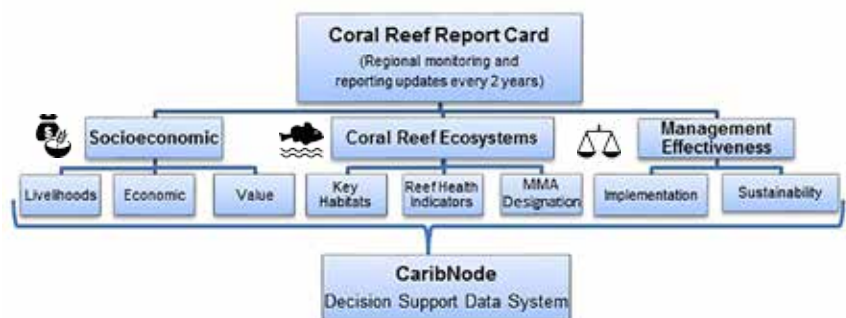 Coral Reef Report Card
(Regional monitoring and
reporting updates every 2 years)
Socioeconomic
Coral Reef Ecosystems
Management
Effectiveness
Livelihoods
Economic
Value
Key
Habitats
Reef Health
Indicators
MMA
Designation
Implementation
Sustainability
CaribNode
Decision Support Data System